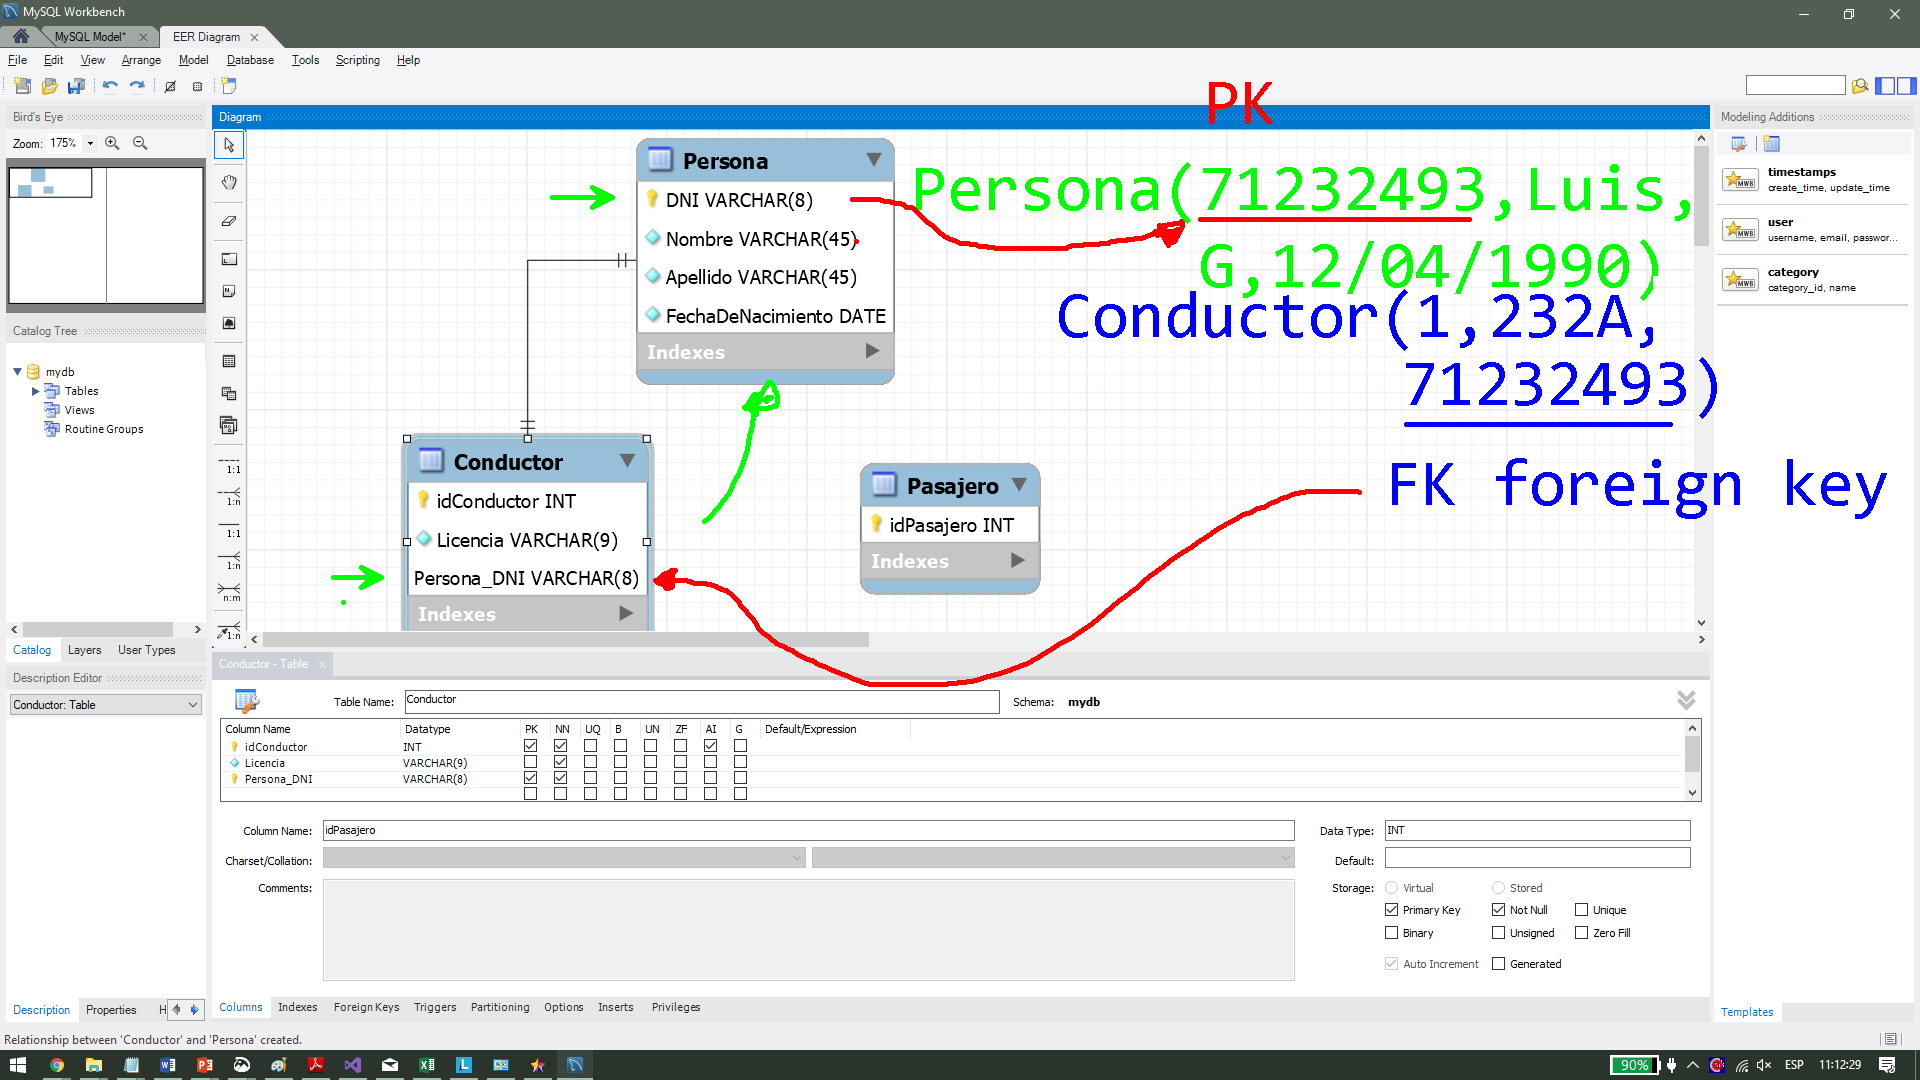 MySQL Workbench
MySQL Model*
EER Diagram
File Edit View Arrange Model Database Tools Scripting Help
Bird's Eye
Zoom: 175%
Catalog Tree
mydb
Tables
Views
Routine Groups
Catalog Layers User Types
Description Editor
Conductor: Table
Description Properties H
Diagram
1:1
1:n
1:1
1:n
n:m
1:n
PK
Persona
DNI VARCHAR(8)
Nombre VARCHAR(45)
Apellido VARCHAR(45)
FechaDeNacimiento DATE
Indexes
Persona(71232493,Luis,
G,12/04/1990)
Conductor(1,232A,
71232493)
FK foreign key
Conductor
idConductor INT
Licencia VARCHAR(9)
Persona_DNI VARCHAR(8)
Indexes
Pasajero
idPasajero INT
Indexes
Modeling Additions
timestamps
create_time, update_time
user
username, email, passwor...
category
category_id, name
MWB
MWB
MWB
Templates
Conductor - Table
Table Name: Conductor Schema: mydb
Column Name Datatype PK NN UQ B UN ZF AI G Default/Expression
idConductor INT
Licencia VARCHAR(9)
Persona_DNI VARCHAR(8)
Column Name: idPasajero Data Type: INT
Charset/Collation: Default:
Comments: Storage: Virtual Stored
Primary Key Not Null Unique
Binary Unsigned Zero Fill
Auto Increment Generated
Columns Indexes Foreign Keys Triggers Partitioning Options Inserts Privileges
Relationship between 'Conductor' and 'Persona' created.
90% ESP 11:12:29